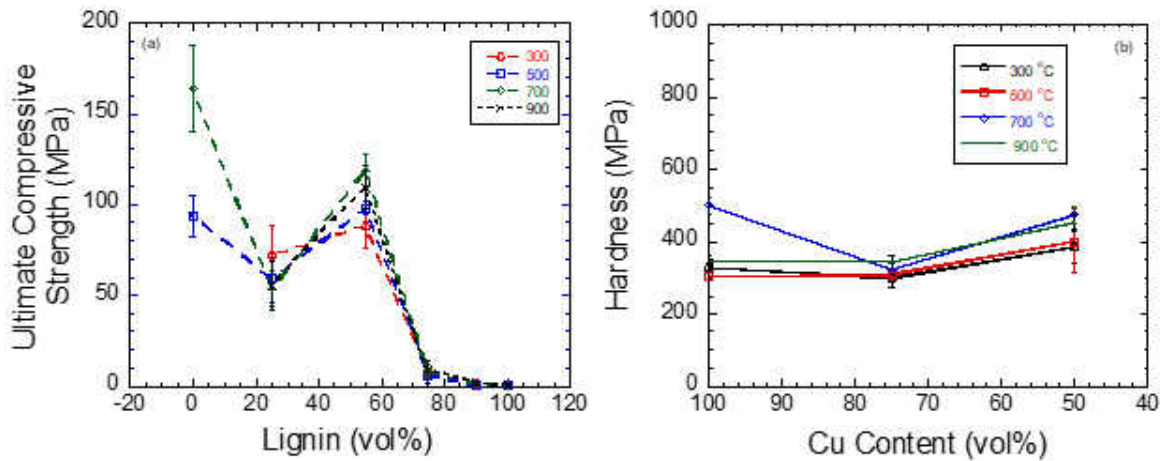 (a)
300
500
700
900
Ultimate Compressive
Strength (MPa)
200
150
100
50
0
-20 0 20 40 60 80 100 120
Lignin (vol%)
(b)
300 °C
500 °C
700 °C
900 °C
Hardness (MPa)
1000
800
600
400
200
0
100 90 80 70 60 50 40
Cu Content (vol%)